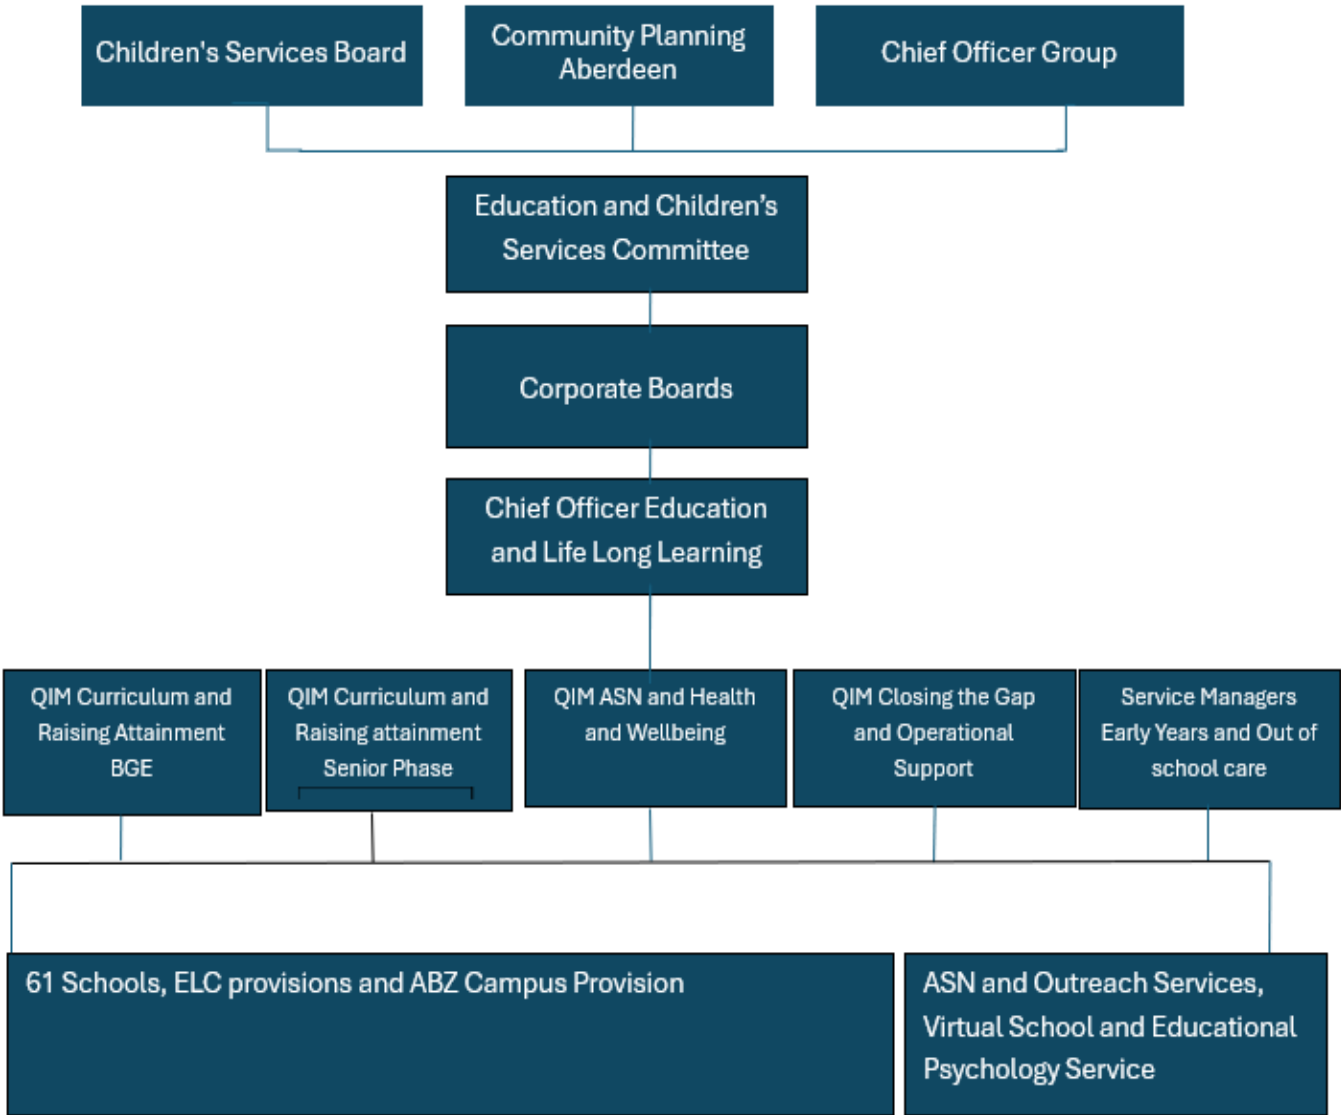 Children's Services Board
Community Planning
Aberdeen
Chief Officer Group
Education and Children’s
Services Committee
Corporate Boards
Chief Officer Education
and Life Long Learning
QIM Curriculum and
Raising Attainment
BGE
QIM Curriculum and
Raising attainment
Senior Phase
QIM ASN and Health
and Wellbeing
QIM Closing the Gap
and Operational
Support
Service Managers
Early Years and Out of
school care
61 Schools, ELC provisions and ABZ Campus Provision
ASN and Outreach Services,
Virtual School and Educational
Psychology Service